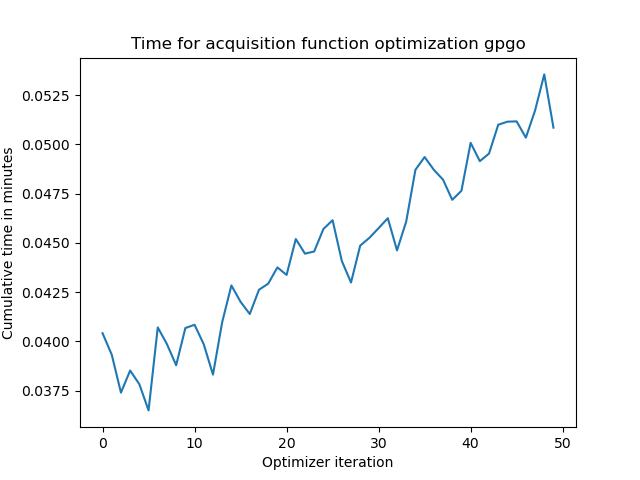 Time for acquisition function optimization gpgo
0.0525
0.0500
0.0475
0.0450
0.0425
0.0400
0.0375
Cumulative time in minutes
0 10 20 30 40 50
Optimizer iteration